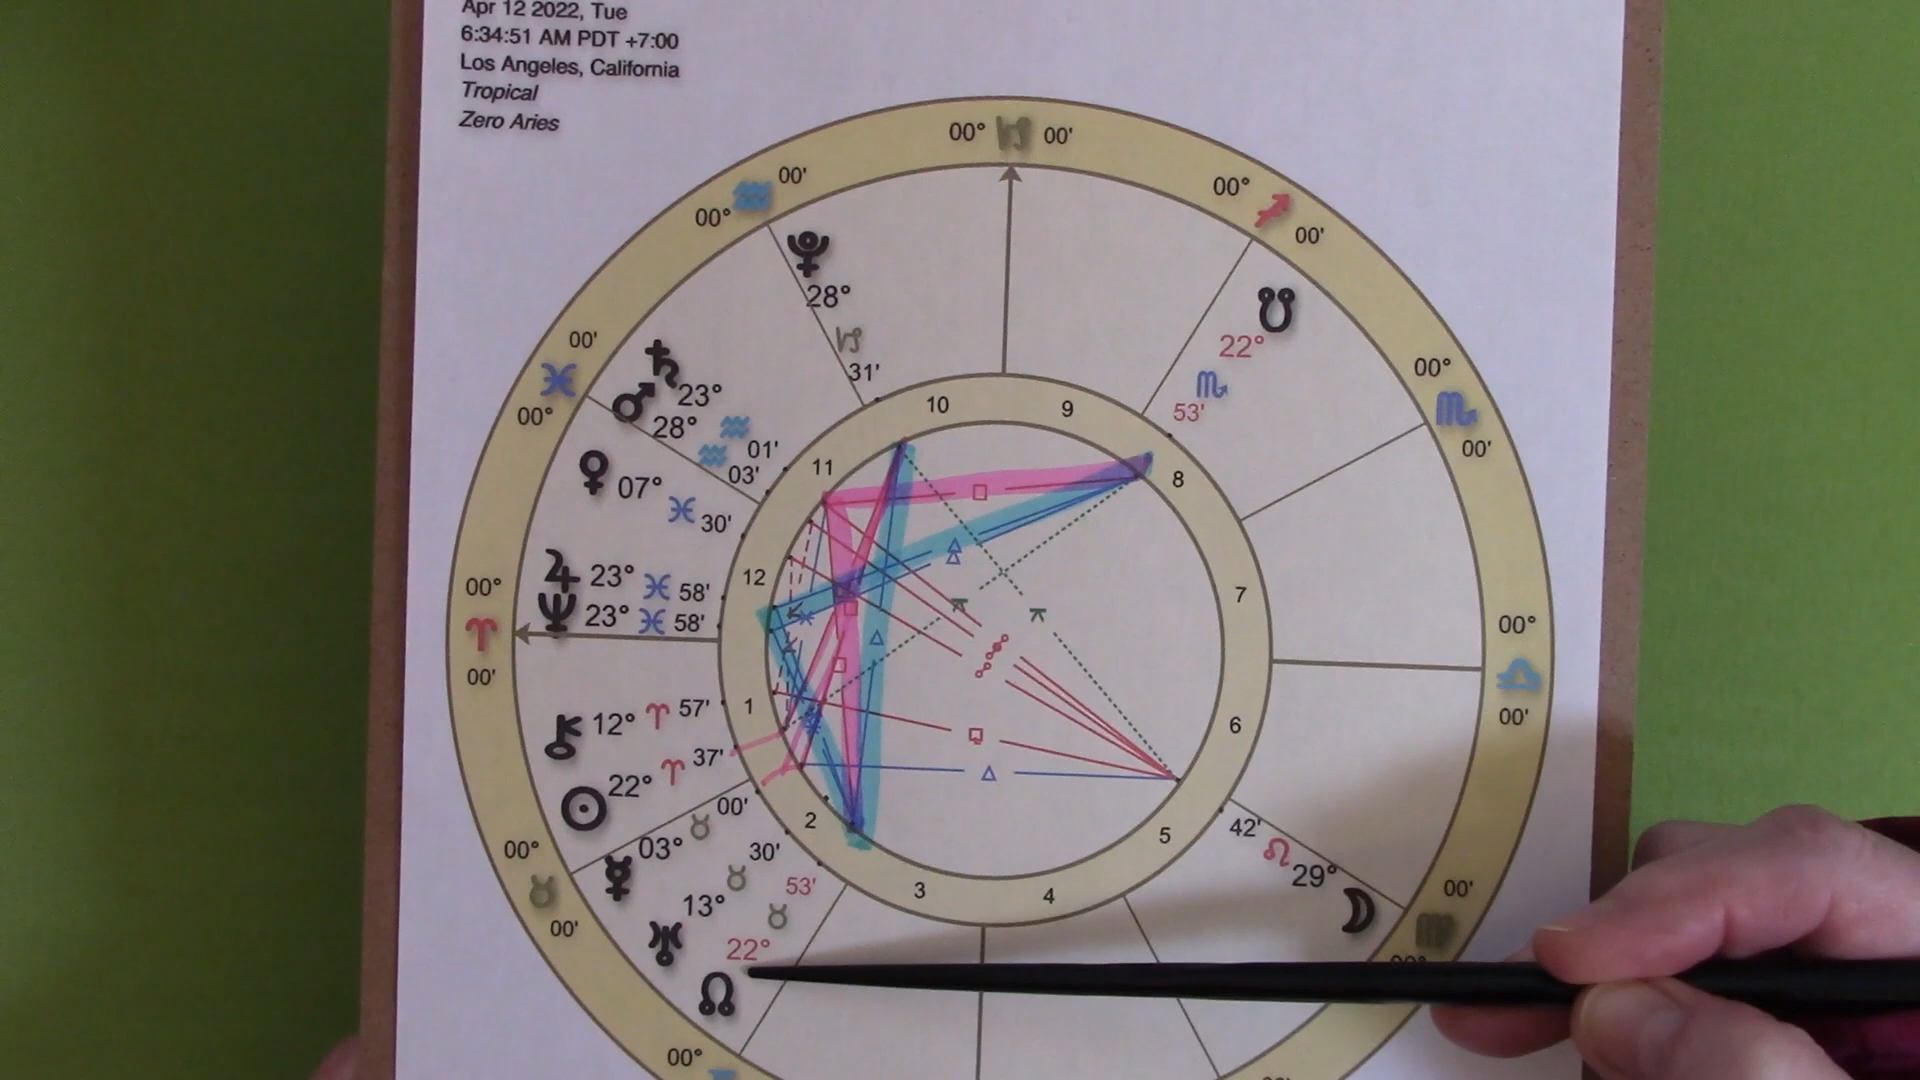 Apr 12 2022, Tue
6:34:51 AM PDT +7:00
Los Angeles, California
Tropical
Zero Aries
00° ♑ 00'
00° ♐ 00'
00° ♒ 00'
♇ 28° ♑ 31'
☋ 22° ♏ 53'
00° ♏ 00'
00° ♓ 00'
♄ 23° ♒ 01'
♂ 28° ♒ 03'
♀ 07° ♓ 30'
♃ 23° ♓ 58'
♆ 23° ♓ 58'
00° ♈ 00'
00° ♎ 00'
⚷ 12° ♈ 57'
☉ 22° ♈ 37'
☿ 03° ♉ 00'
♅ 13° ♉ 30'
☊ 22° ♉ 53'
00° ♉ 00'
☽ 29° ♌ 42'
00' ♍
00°
10 9
11 8
12 7
1 6
2 5
3 4